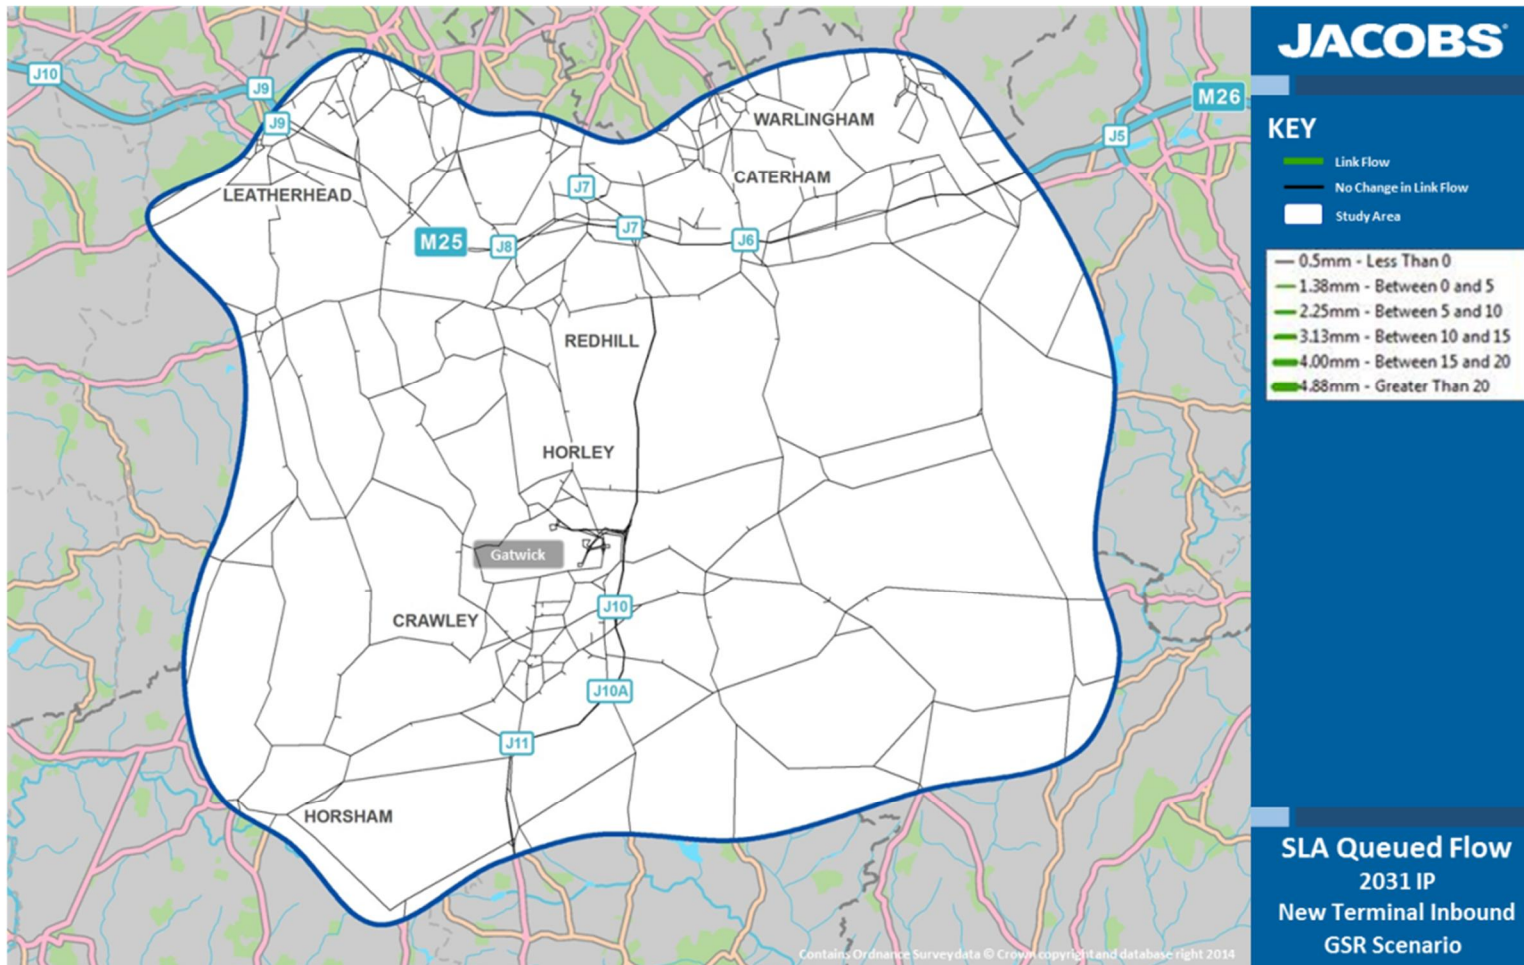 JACOBS
KEY
Link Flow
No Change in Link Flow
Study Area
0.5mm - Less Than 0
1.38mm - Between 0 and 5
2.25mm - Between 5 and 10
3.13mm - Between 10 and 15
4.00mm - Between 15 and 20
4.88mm - Greater Than 20
SLA Queued Flow
2031 IP
New Terminal Inbound
GSR Scenario
J10
J9
J9
M26
J5
WARLINGHAM
CATERHAM
LEATHERHEAD
J7
J7
M25
J8
J6
REDHILL
HORLEY
Gatwick
J10
CRAWLEY
J10A
J11
HORSHAM
Contains Ordnance Survey data © Crown copyright and database right 2014